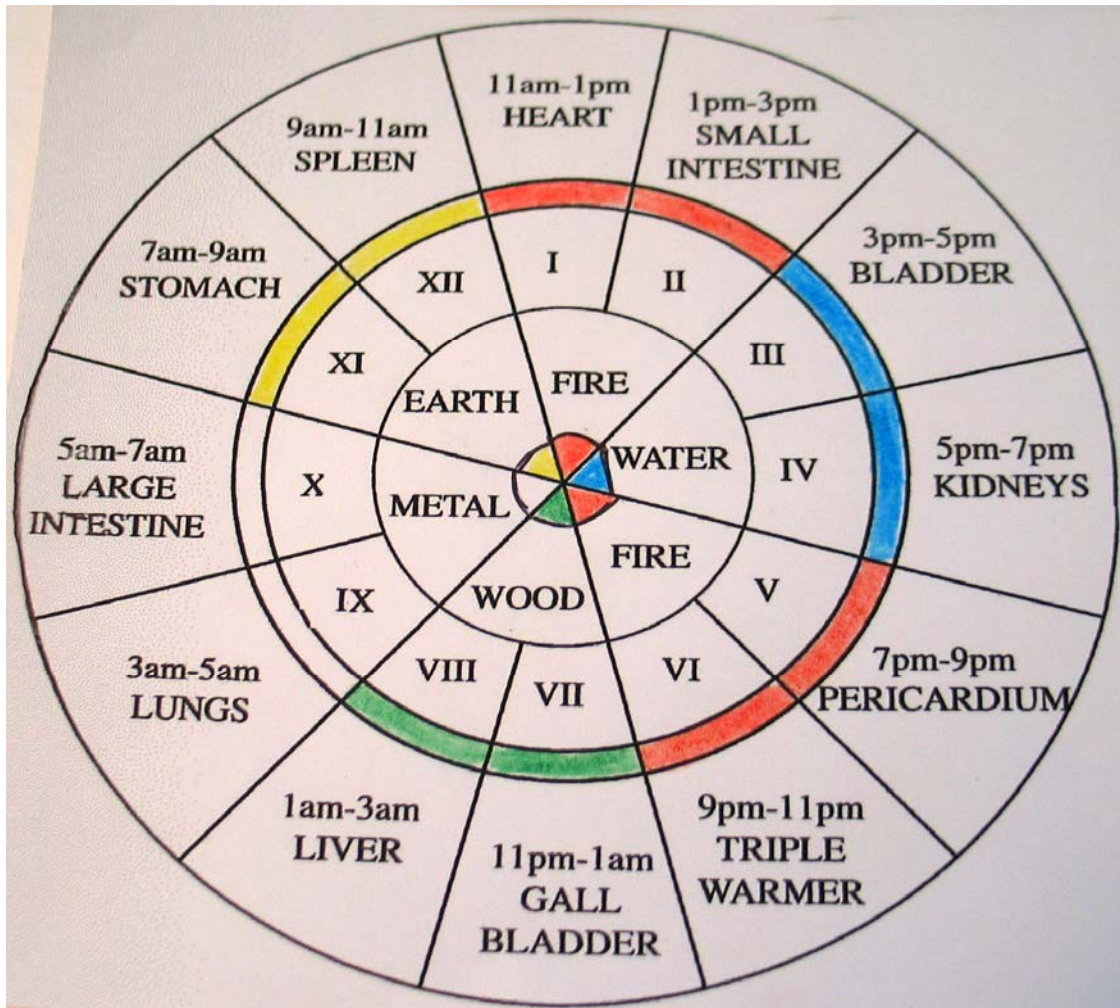 11am-1pm
HEART
1pm-3pm
SMALL
INTESTINE
3pm-5pm
BLADDER
5pm-7pm
KIDNEYS
7pm-9pm
PERICARDIUM
9pm-11pm
TRIPLE
WARMER
11pm-1am
GALL
BLADDER
1am-3am
LIVER
3am-5am
LUNGS
5am-7am
LARGE
INTESTINE
7am-9am
STOMACH
9am-11am
SPLEEN
I
II
III
IV
V
VI
VII
VIII
IX
X
XI
XII
FIRE
WATER
FIRE
WOOD
METAL
EARTH